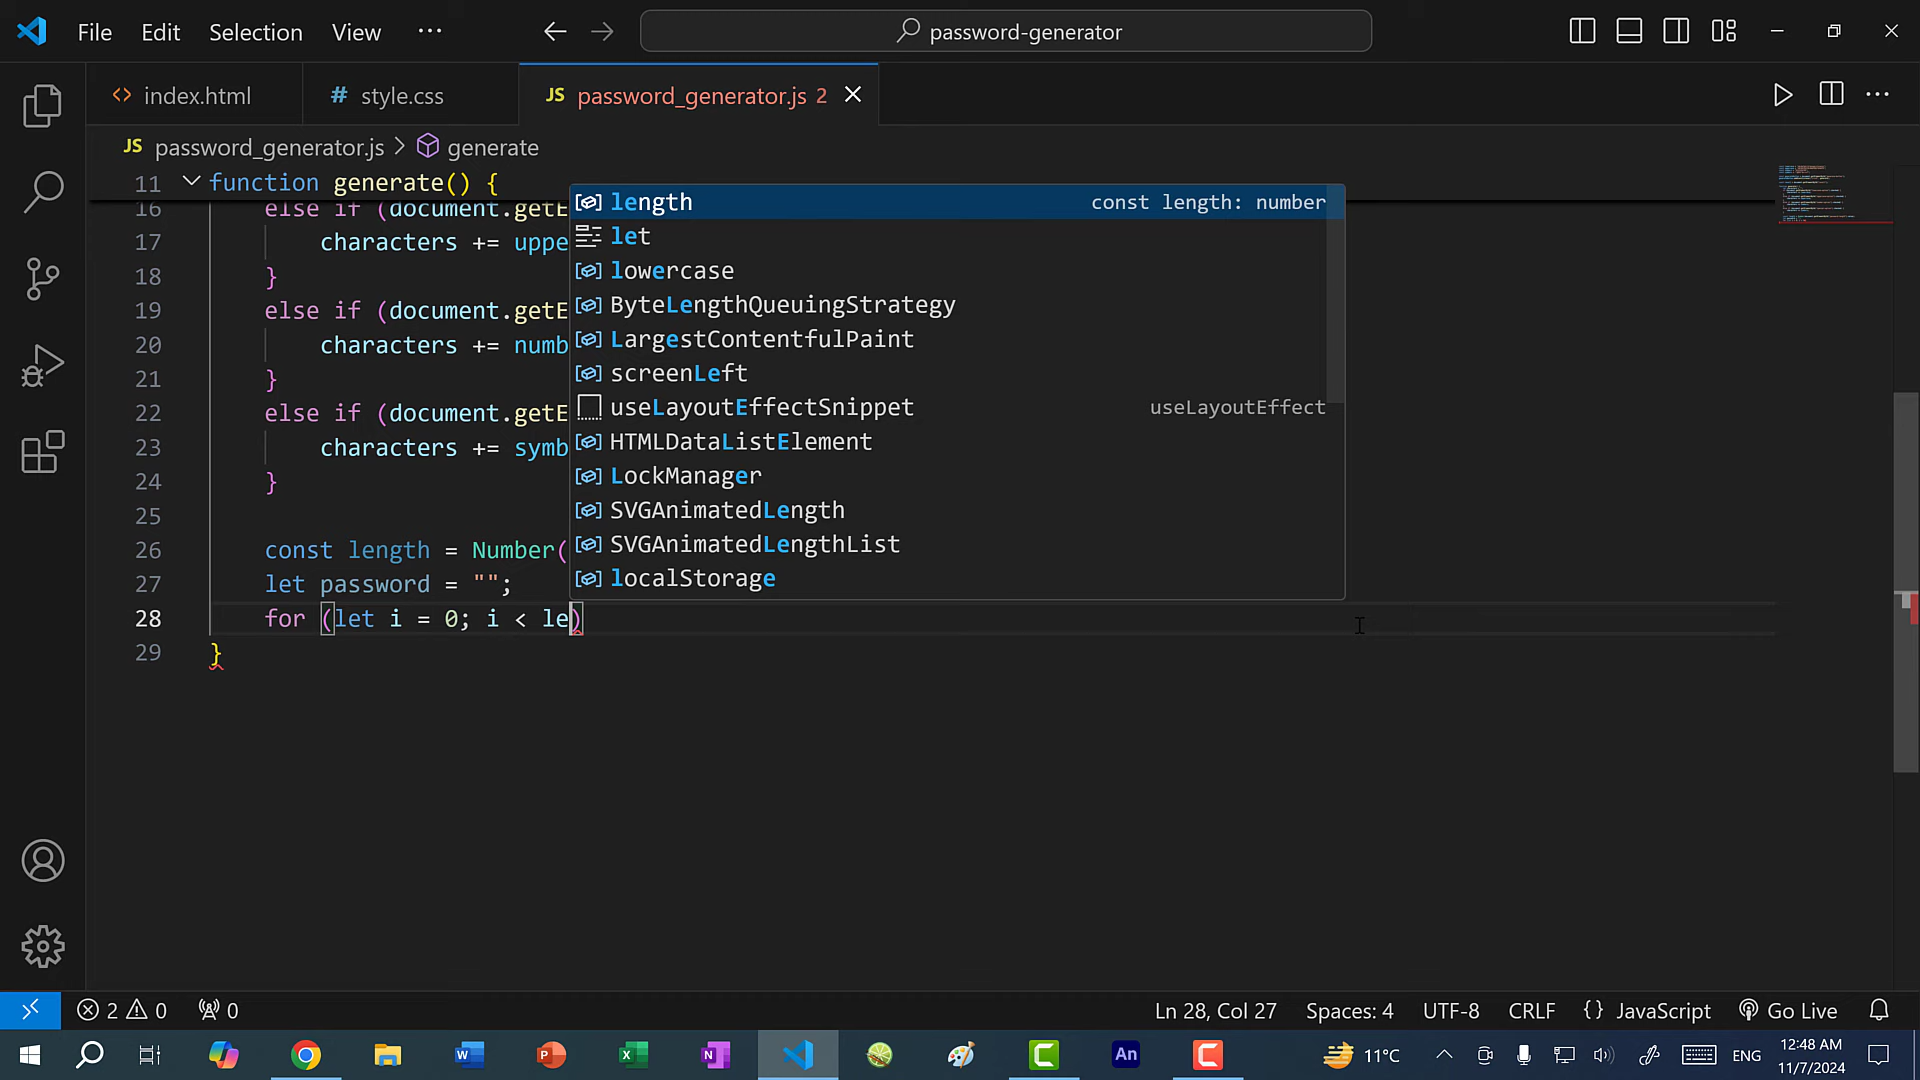 File Edit Selection View ··· password-generator
index.html style.css JS password_generator.js 2
JS password_generator.js > generate
11 function generate() {
16 else if (document.getE
17 characters += uppe
18 }
19 else if (document.getE
20 characters += numb
21 }
22 else if (document.getE
23 characters += symb
24 }
25
26 const length = Number(
27 let password = "";
28 for (let i = 0; i < le)
29 }
length const length: number
let
lowercase
ByteLengthQueuingStrategy
LargestContentfulPaint
screenLeft
useLayoutEffectSnippet useLayoutEffect
HTMLDataListElement
LockManager
SVGAnimatedLength
SVGAnimatedLengthList
localStorage
2 0 0 Ln 28, Col 27 Spaces: 4 UTF-8 CRLF {} JavaScript Go Live
11°C ENG 12:48 AM
11/7/2024